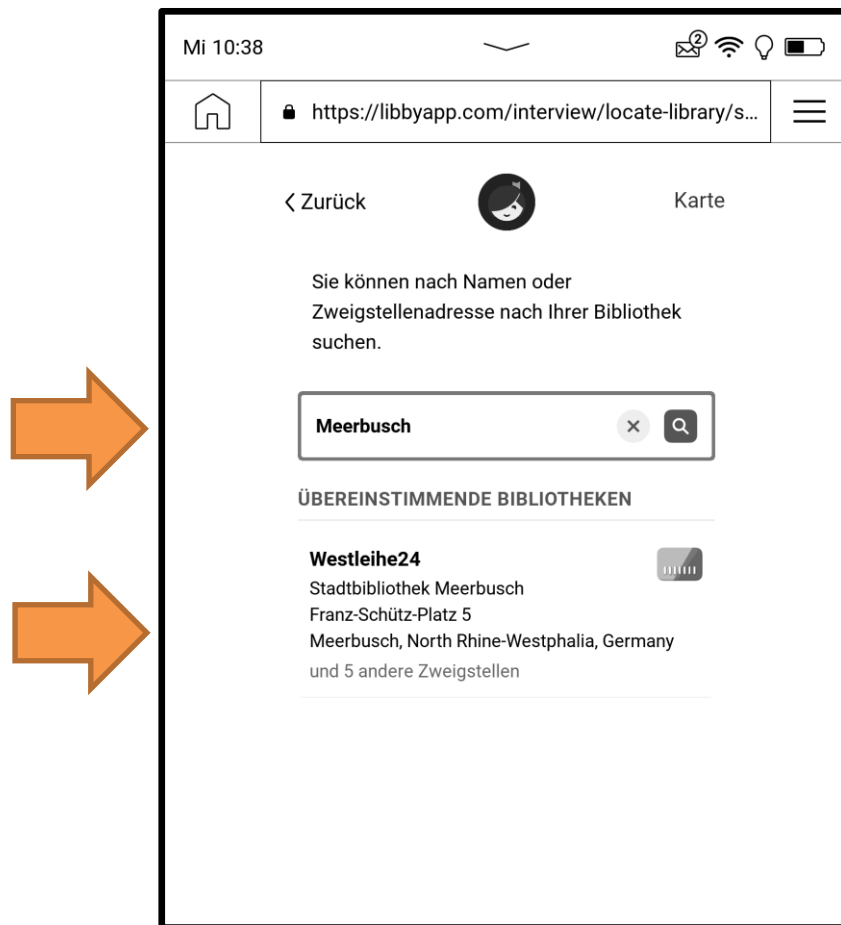 Mi 10:38
2
https://libbyapp.com/interview/locate-library/s...
Zurück
Karte
Sie können nach Namen oder
Zweigstellenadresse nach Ihrer Bibliothek
suchen.
Meerbusch
ÜBEREINSTIMMENDE BIBLIOTHEKEN
Westleihe24
Stadtbibliothek Meerbusch
Franz-Schütz-Platz 5
Meerbusch, North Rhine-Westphalia, Germany
und 5 andere Zweigstellen